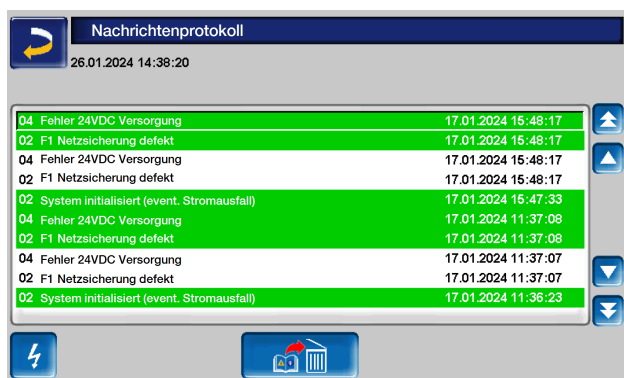 Nachrichtenprotokoll
26.01.2024 14:38:20
04 Fehler 24VDC Versorgung 17.01.2024 15:48:17
02 F1 Netzsicherung defekt 17.01.2024 15:48:17
04 Fehler 24VDC Versorgung 17.01.2024 15:48:17
02 F1 Netzsicherung defekt 17.01.2024 15:48:17
02 System initialisiert (event. Stromausfall) 17.01.2024 15:47:33
04 Fehler 24VDC Versorgung 17.01.2024 11:37:08
02 F1 Netzsicherung defekt 17.01.2024 11:37:08
04 Fehler 24VDC Versorgung 17.01.2024 11:37:07
02 F1 Netzsicherung defekt 17.01.2024 11:37:07
02 System initialisiert (event. Stromausfall) 17.01.2024 11:36:23